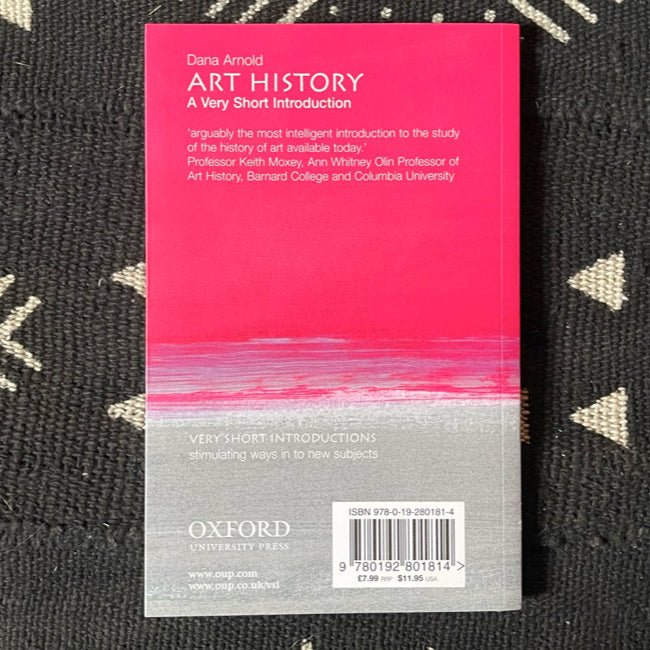 Dana Arnold
ART HISTORY
A Very Short Introduction
'arguably the most intelligent introduction to the study
of the history of art available today.'
Professor Keith Moxey, Ann Whitney Olin Professor of
Art History, Barnard College and Columbia University
VERY SHORT INTRODUCTIONS
stimulating ways in to new subjects
OXFORD
UNIVERSITY PRESS
www.oup.com
www.oup.co.uk/vsi
ISBN 978-0-19-280181-4
9 780192 801814 >
£7.99 RRP $11.95 USA